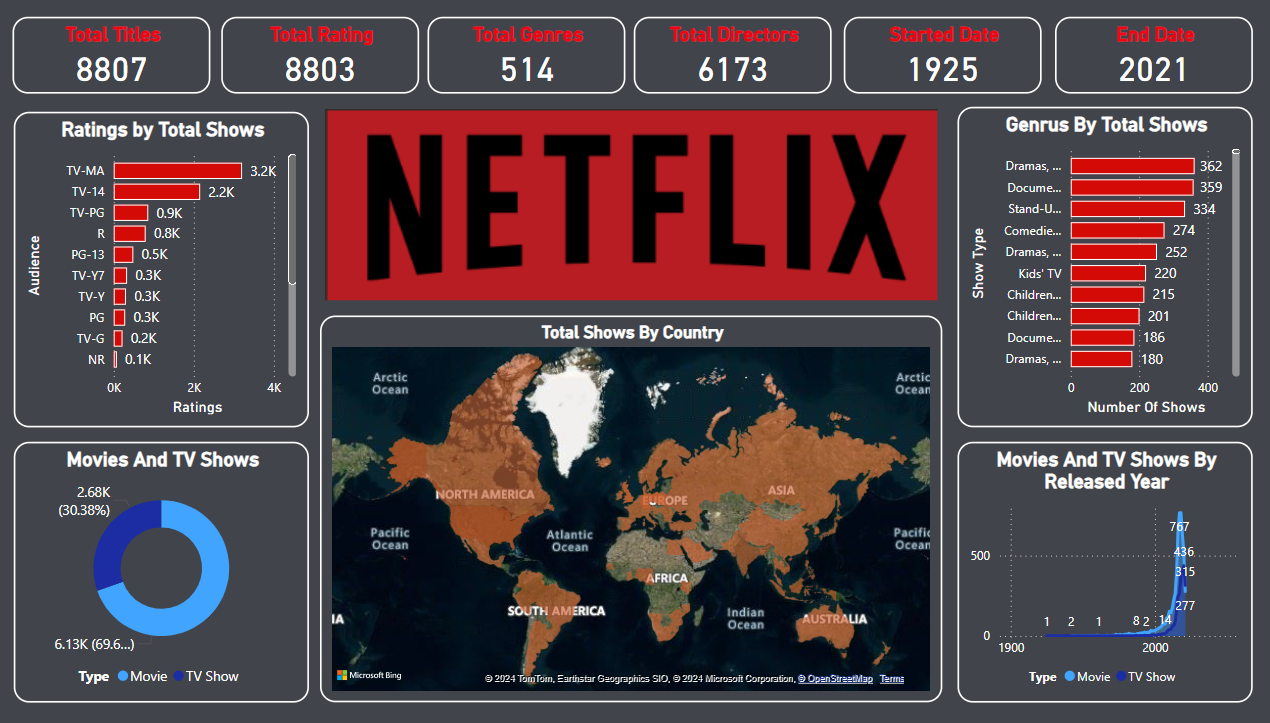 Total Titles
8807
Total Rating
8803
Total Genres
514
Total Directors
6173
Started Date
1925
End Date
2021
Ratings by Total Shows
Audience
TV-MA 3.2K
TV-14 2.2K
TV-PG 0.9K
R 0.8K
PG-13 0.5K
TV-Y7 0.3K
TV-Y 0.3K
PG 0.3K
TV-G 0.2K
NR 0.1K
0K 2K 4K
Ratings
NETFLIX
Genrus By Total Shows
Show Type
Dramas, ... 362
Docume... 359
Stand-U... 334
Comedie... 274
Dramas, ... 252
Kids' TV 220
Children... 215
Children... 201
Docume... 186
Dramas, ... 180
0 200 400
Number Of Shows
Total Shows By Country
Arctic
Ocean
Arctic
Ocean
NORTH AMERICA
EUROPE
ASIA
Pacific
Ocean
Atlantic
Ocean
Pacific
Ocean
AFRICA
SOUTH AMERICA
Indian
Ocean
AUSTRALIA
IA
Microsoft Bing
© 2024 TomTom, Earthstar Geographics SIO, © 2024 Microsoft Corporation, © OpenStreetMap Terms
Movies And TV Shows
2.68K
(30.38%)
6.13K (69.6...)
Type Movie TV Show
Movies And TV Shows By
Released Year
767
500
436
315
277
1 2 1 8 2 14
0
1900 2000
Type Movie TV Show